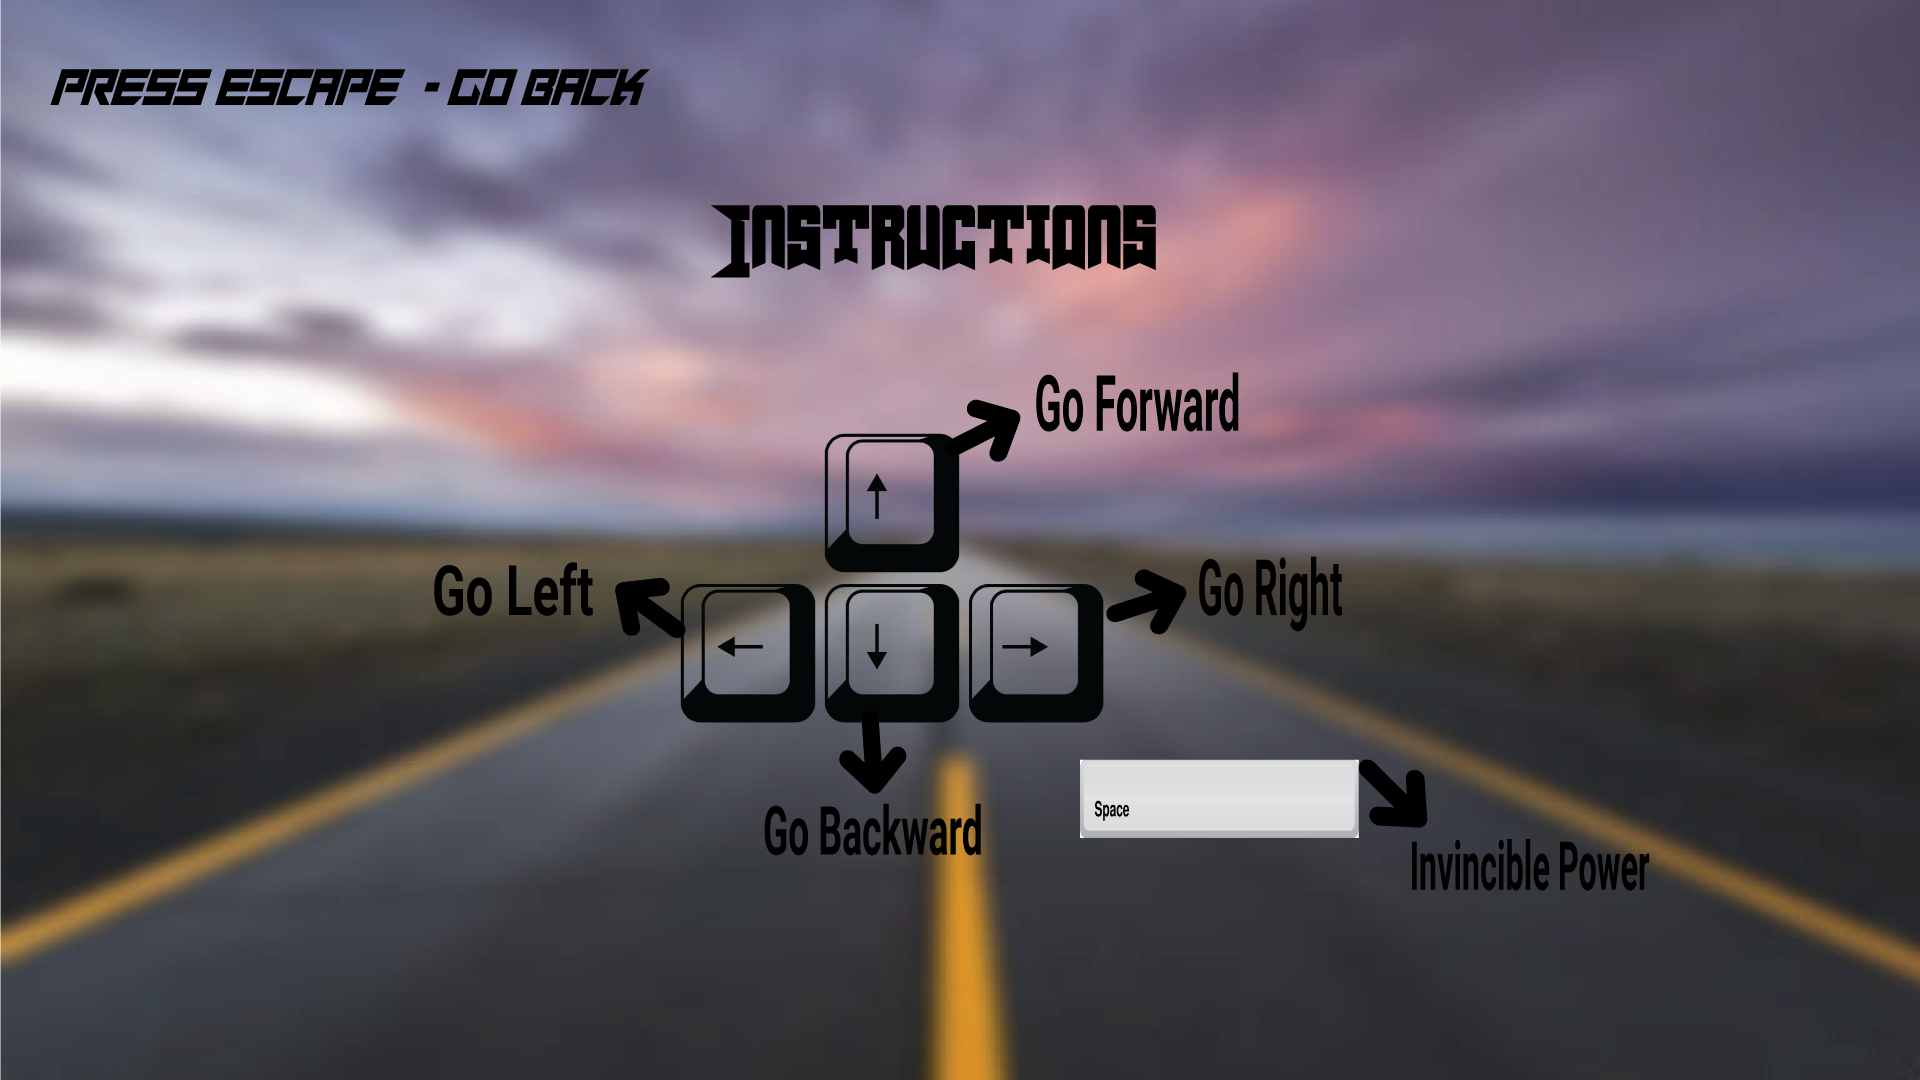 PRESS ESCAPE - GO BACK
INSTRUCTIONS
Go Forward
Go Left
Go Right
Go Backward
Space
Invincible Power